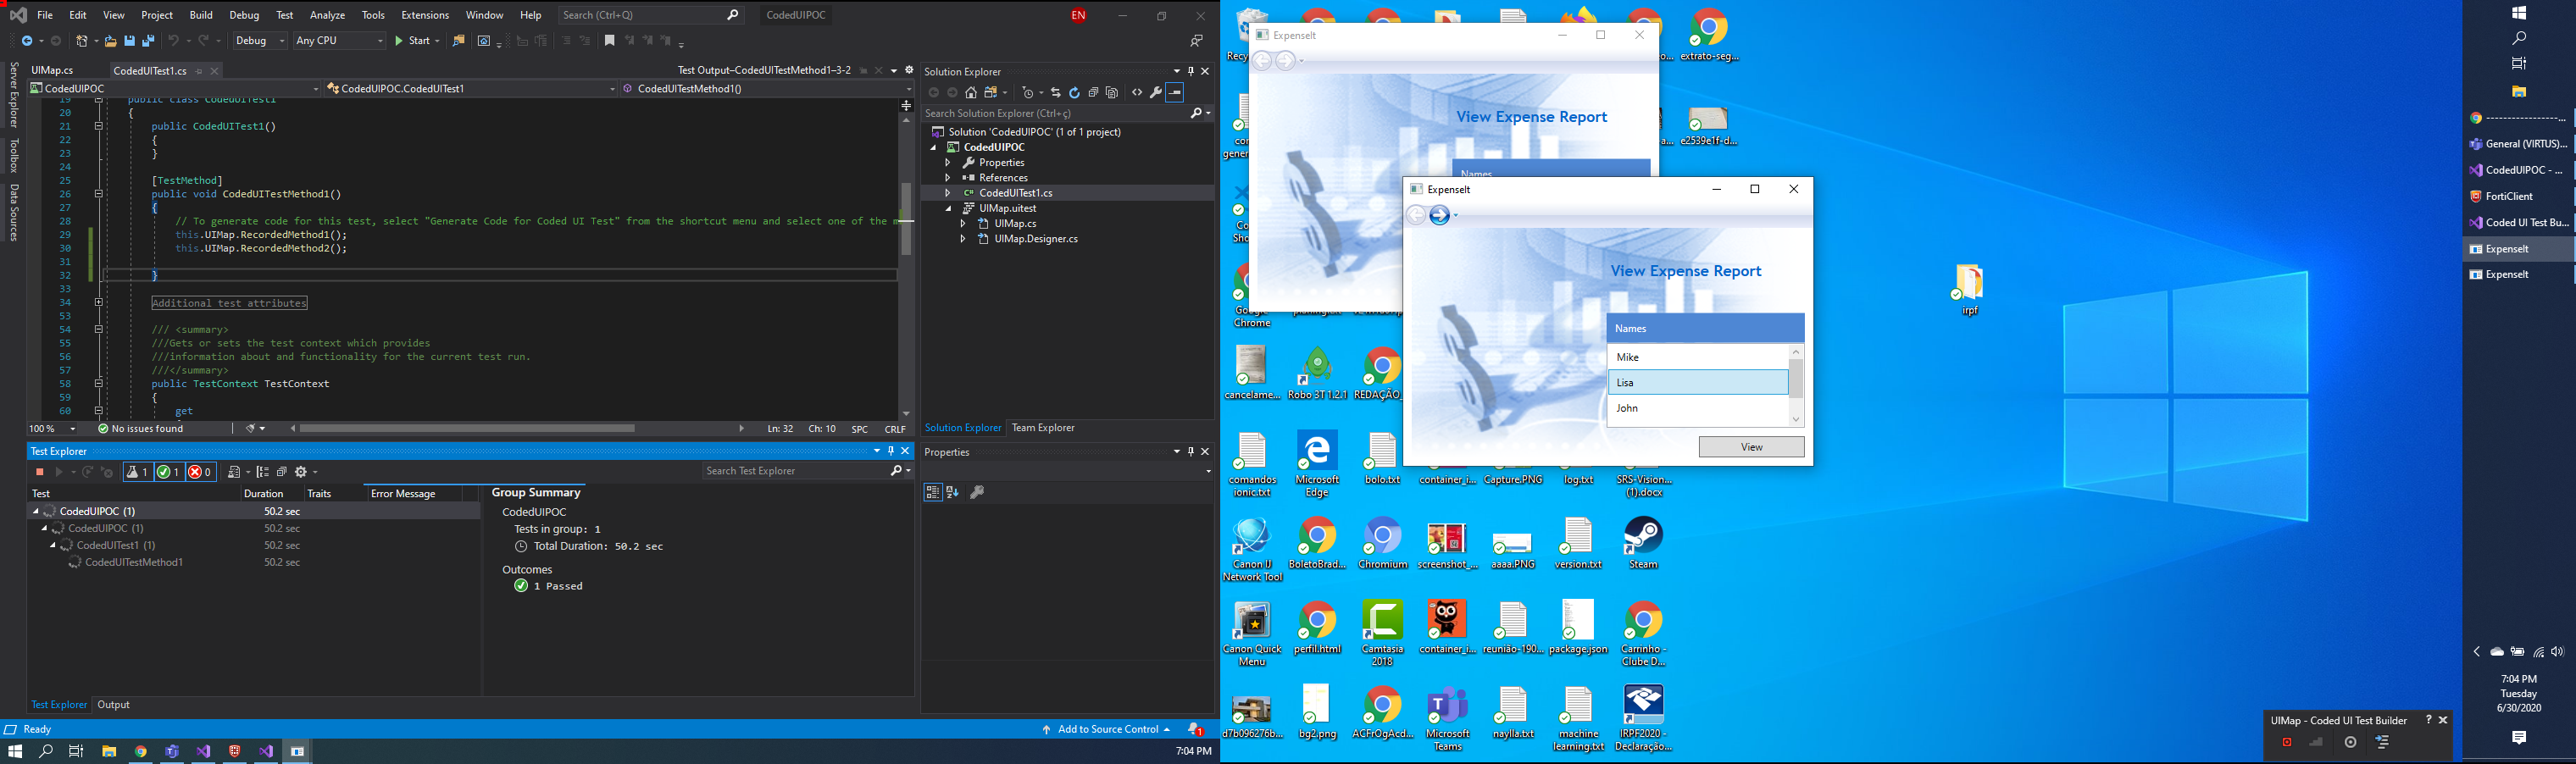 File Edit View Project Build Debug Test Analyze Tools Extensions Window Help Search (Ctrl+Q) CodedUIPOC EN
Debug Any CPU Start
Server Explorer
Toolbox
Data Sources
UIMap.cs CodedUITest1.cs Test Output–CodedUITestMethod1–3-2
CodedUIPOC CodedUIPOC.CodedUITest1 CodedUITestMethod1()
19 public class CodedUITest1
20 {
21 public CodedUITest1()
22 {
23 }
24
25 [TestMethod]
26 public void CodedUITestMethod1()
27 {
28 // To generate code for this test, select "Generate Code for Coded UI Test" from the shortcut menu and select one of the m
29 this.UIMap.RecordedMethod1();
30 this.UIMap.RecordedMethod2();
31
32 }
33
34 Additional test attributes
53
54 /// <summary>
55 ///Gets or sets the test context which provides
56 ///information about and functionality for the current test run.
57 ///</summary>
58 public TestContext TestContext
59 {
60 get
100 % No issues found Ln: 32 Ch: 10 SPC CRLF
Solution Explorer
Search Solution Explorer (Ctrl+ç)
Solution 'CodedUIPOC' (1 of 1 project)
CodedUIPOC
Properties
References
CodedUITest1.cs
UIMap.uitest
UIMap.cs
UIMap.Designer.cs
Solution Explorer Team Explorer
Test Explorer
1 1 0 Search Test Explorer
Test Duration Traits Error Message
CodedUIPOC (1) 50.2 sec
CodedUIPOC (1) 50.2 sec
CodedUITest1 (1) 50.2 sec
CodedUITestMethod1 50.2 sec
Group Summary
CodedUIPOC
Tests in group: 1
Total Duration: 50.2 sec
Outcomes
1 Passed
Properties
Test Explorer Output
Ready Add to Source Control 1
7:04 PM
ExpenseIt
View Expense Report
Names
ExpenseIt
View Expense Report
Names
Mike
Lisa
John
View
extrato-seg...
e2539e1f-d...
Google Chrome
cancelame... Robo 3T 1.2.1 REDAÇÃO_
comandos ionic.txt Microsoft Edge bolo.txt container_i... Capture.PNG log.txt SRS-Vision... (1).docx
Canon IJ Network Tool BoletoBrad... Chromium screenshot_... aaaa.PNG version.txt Steam
Canon Quick Menu perfil.html Camtasia 2018 container_i... reunião-190... package.json Carrinho - Clube D...
d7b096276b... bg2.png ACFrOgAcd... Microsoft Teams naylla.txt machine learning.txt IRPF2020 - Declaração...
irpf
------------------...
General (VIRTUS)...
CodedUIPOC - ...
FortiClient
Coded UI Test Bu...
ExpenseIt
ExpenseIt
7:04 PM
Tuesday
6/30/2020
UIMap - Coded UI Test Builder ?